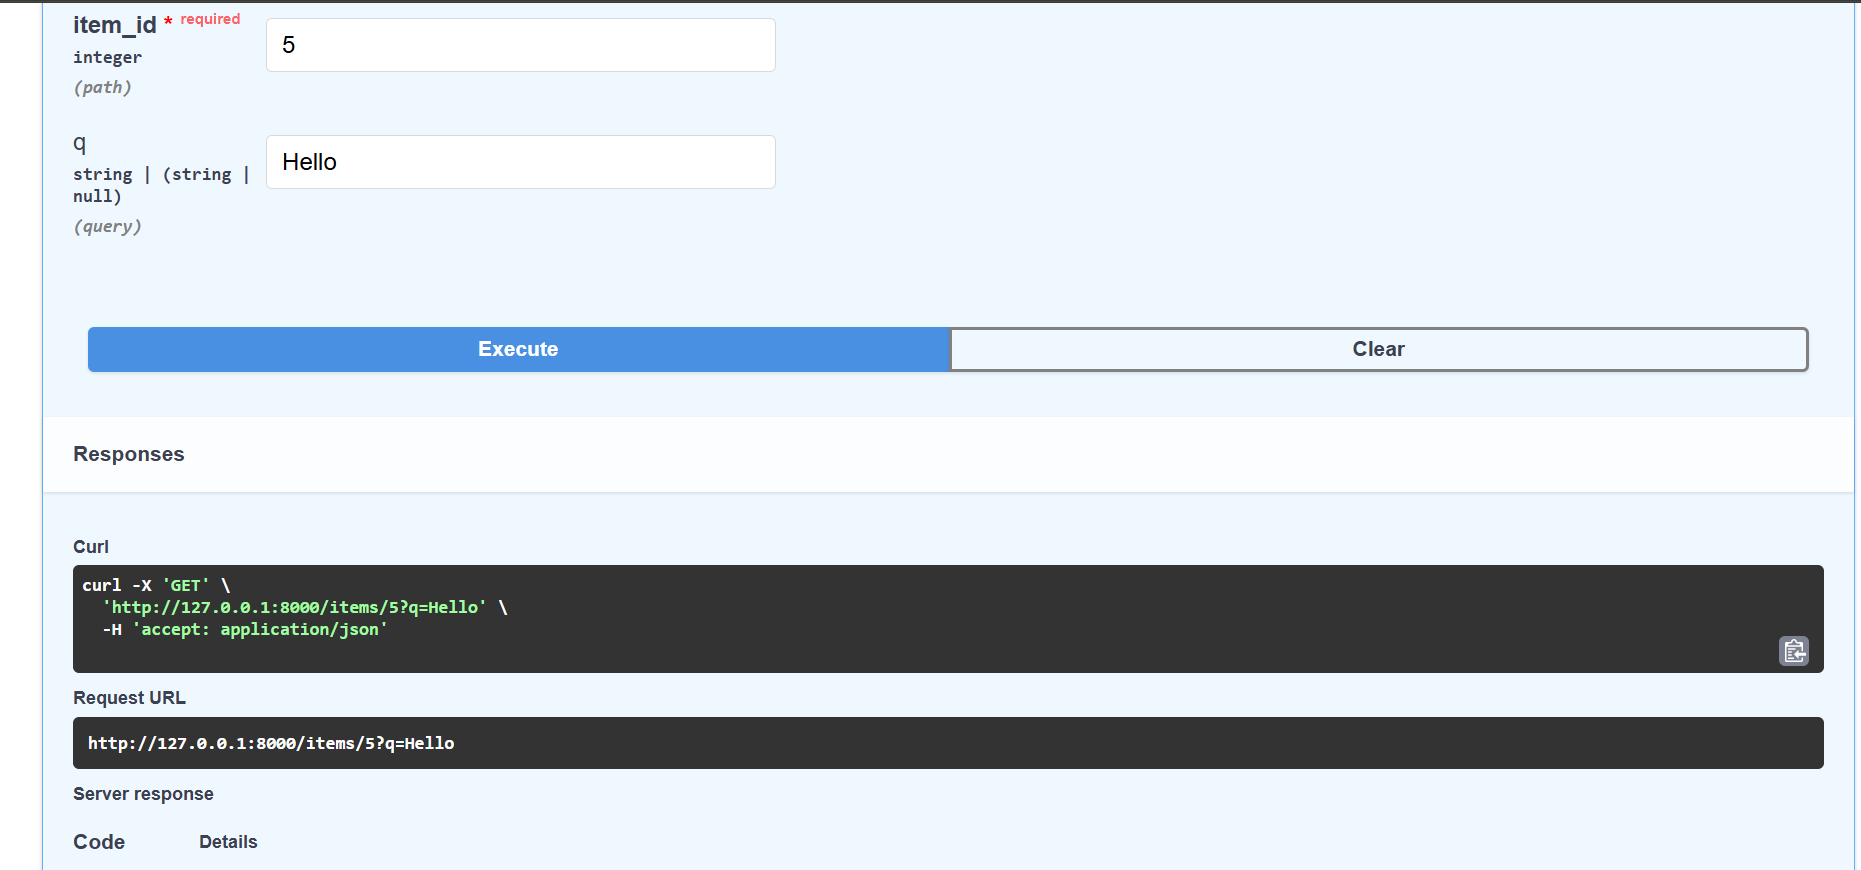 item_id * required
5
integer
(path)
q
Hello
string | (string |
null)
(query)
Execute
Clear
Responses
Curl
curl -X 'GET' \
  'http://127.0.0.1:8000/items/5?q=Hello' \
  -H 'accept: application/json'
Request URL
http://127.0.0.1:8000/items/5?q=Hello
Server response
Code
Details